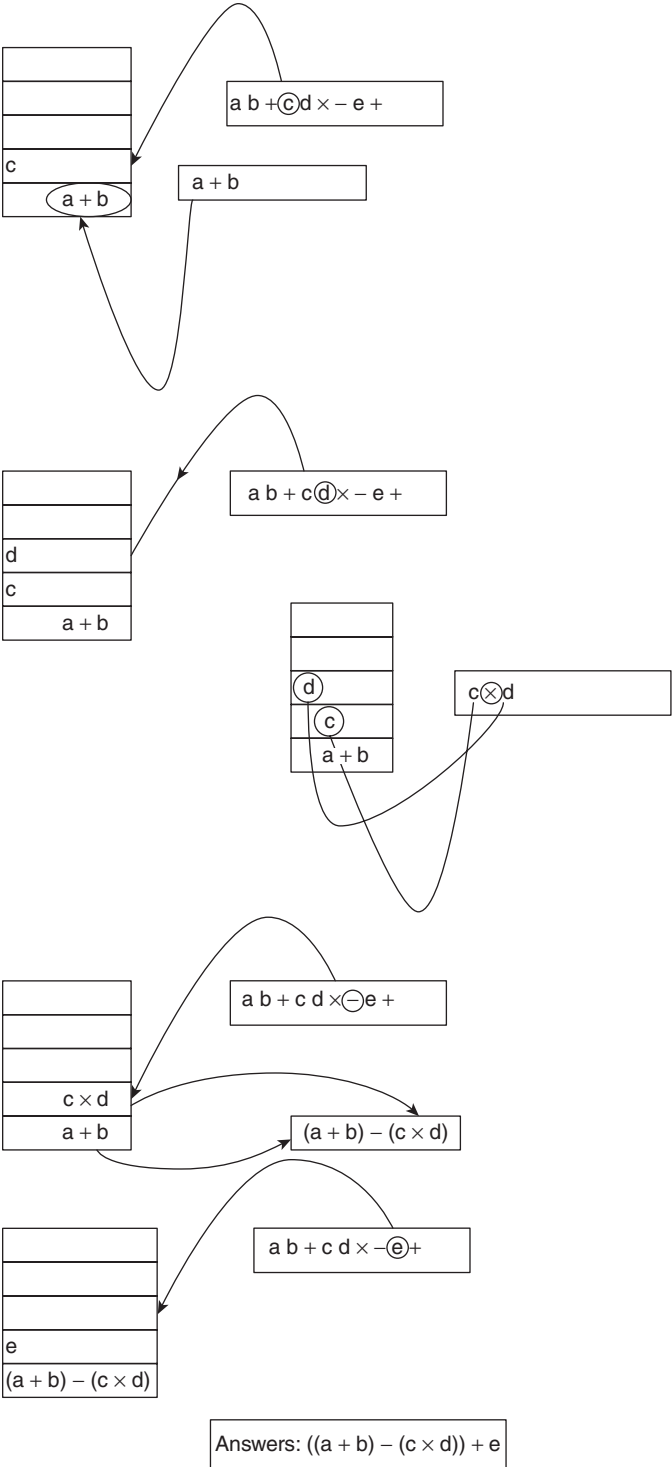 a b + c d × − e +
c
a + b
a + b
a b + c d × − e +
d
c
a + b
d
c × d
c
a + b
a b + c d × − e +
c × d
a + b
(a + b) − (c × d)
a b + c d × − e +
e
(a + b) − (c × d)
Answers: ((a + b) − (c × d)) + e